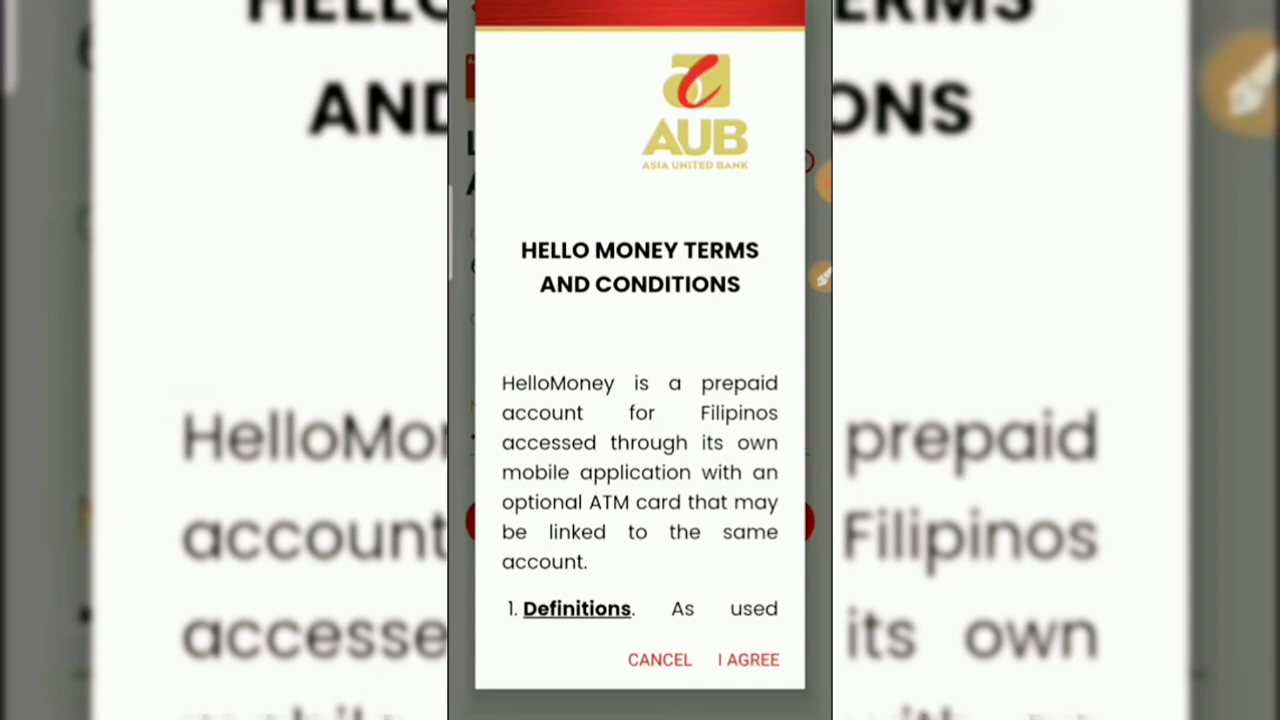 AUB
ASIA UNITED BANK
HELLO MONEY TERMS
AND CONDITIONS
HelloMoney is a prepaid
account for Filipinos
accessed through its own
mobile application with an
optional ATM card that may
be linked to the same
account.
1. Definitions. As used
CANCEL I AGREE